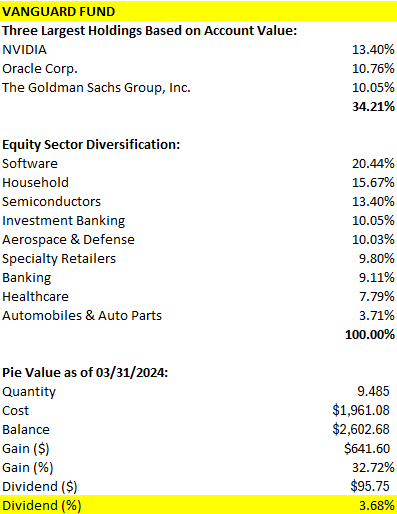 VANGUARD FUND
Three Largest Holdings Based on Account Value:
NVIDIA 13.40%
Oracle Corp. 10.76%
The Goldman Sachs Group, Inc. 10.05%
34.21%
Equity Sector Diversification:
Software 20.44%
Household 15.67%
Semiconductors 13.40%
Investment Banking 10.05%
Aerospace & Defense 10.03%
Specialty Retailers 9.80%
Banking 9.11%
Healthcare 7.79%
Automobiles & Auto Parts 3.71%
100.00%
Pie Value as of 03/31/2024:
Quantity 9.485
Cost $1,961.08
Balance $2,602.68
Gain ($) $641.60
Gain (%) 32.72%
Dividend ($) $95.75
Dividend (%) 3.68%